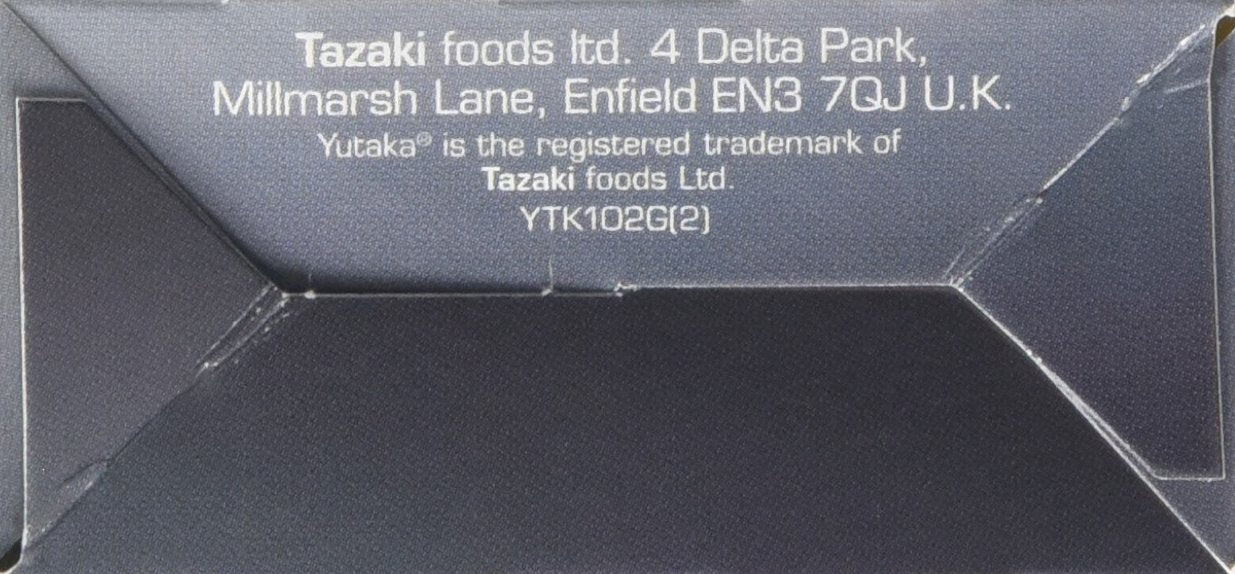 Tazaki foods ltd. 4 Delta Park,
Millmarsh Lane, Enfield EN3 7QJ U.K.
Yutaka® is the registered trademark of
Tazaki foods Ltd.
YTK102G(2)